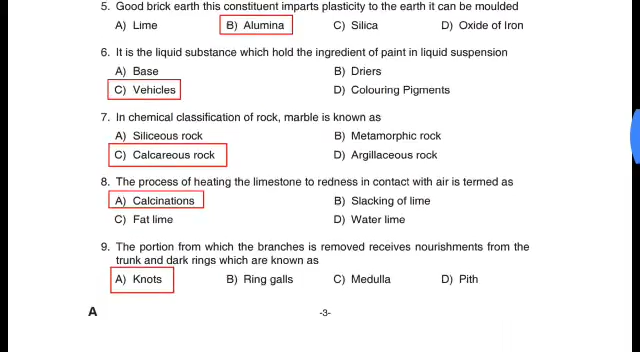 5. Good brick earth this constituent imparts plasticity to the earth it can be moulded
A) Lime B) Alumina C) Silica D) Oxide of Iron
6. It is the liquid substance which hold the ingredient of paint in liquid suspension
A) Base B) Driers
C) Vehicles D) Colouring Pigments
7. In chemical classification of rock, marble is known as
A) Siliceous rock B) Metamorphic rock
C) Calcareous rock D) Argillaceous rock
8. The process of heating the limestone to redness in contact with air is termed as
A) Calcinations B) Slacking of lime
C) Fat lime D) Water lime
9. The portion from which the branches is removed receives nourishments from the
trunk and dark rings which are known as
A) Knots B) Ring galls C) Medulla D) Pith
A -3-